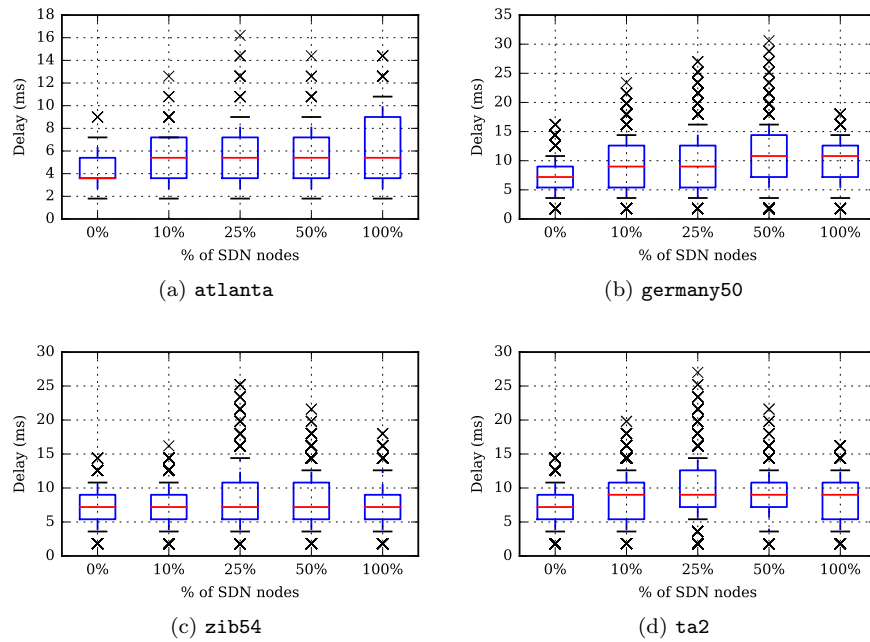 18
16
14
12
10
8
6
4
2
0
Delay (ms)
0% 10% 25% 50% 100%
% of SDN nodes
(a) atlanta
35
30
25
20
15
10
5
0
Delay (ms)
0% 10% 25% 50% 100%
% of SDN nodes
(b) germany50
30
25
20
15
10
5
0
Delay (ms)
0% 10% 25% 50% 100%
% of SDN nodes
(c) zib54
30
25
20
15
10
5
0
Delay (ms)
0% 10% 25% 50% 100%
% of SDN nodes
(d) ta2